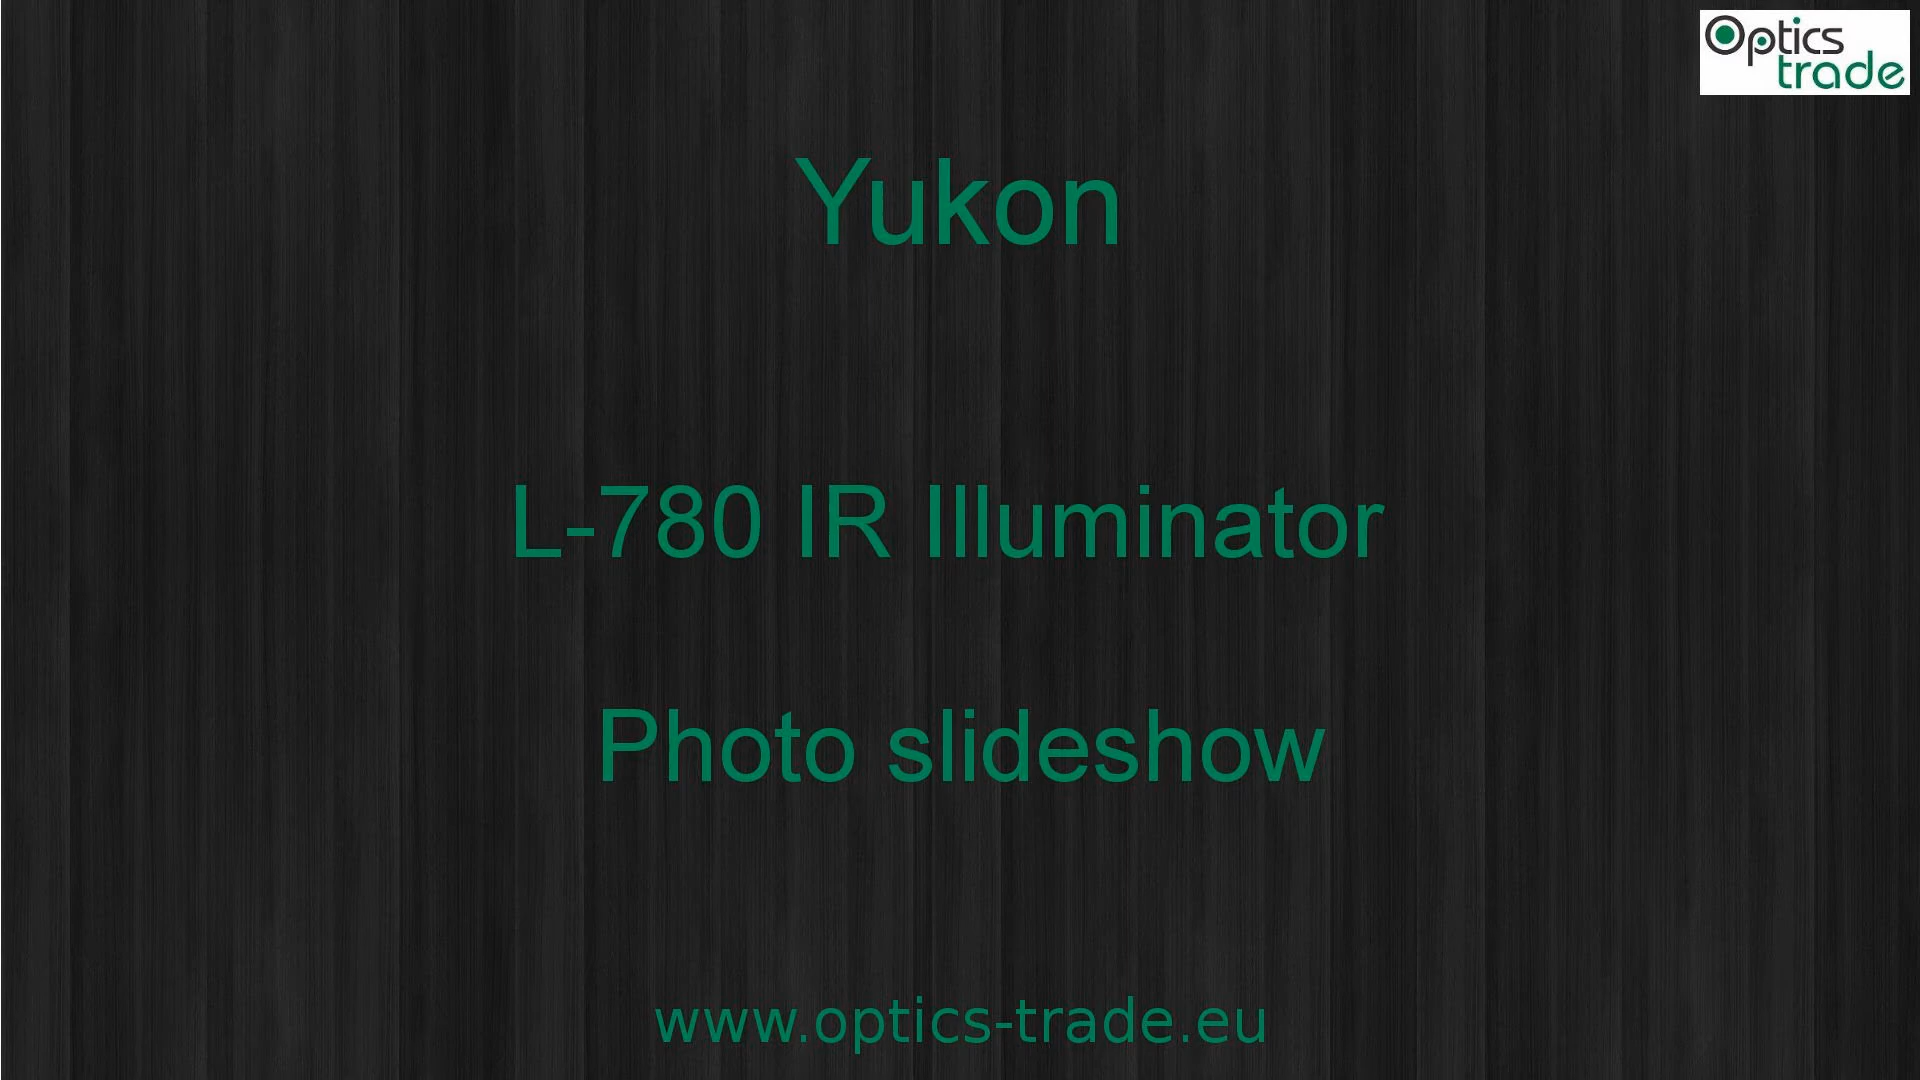 Optics
trade
Yukon
L-780 IR Illuminator
Photo slideshow
www.optics-trade.eu